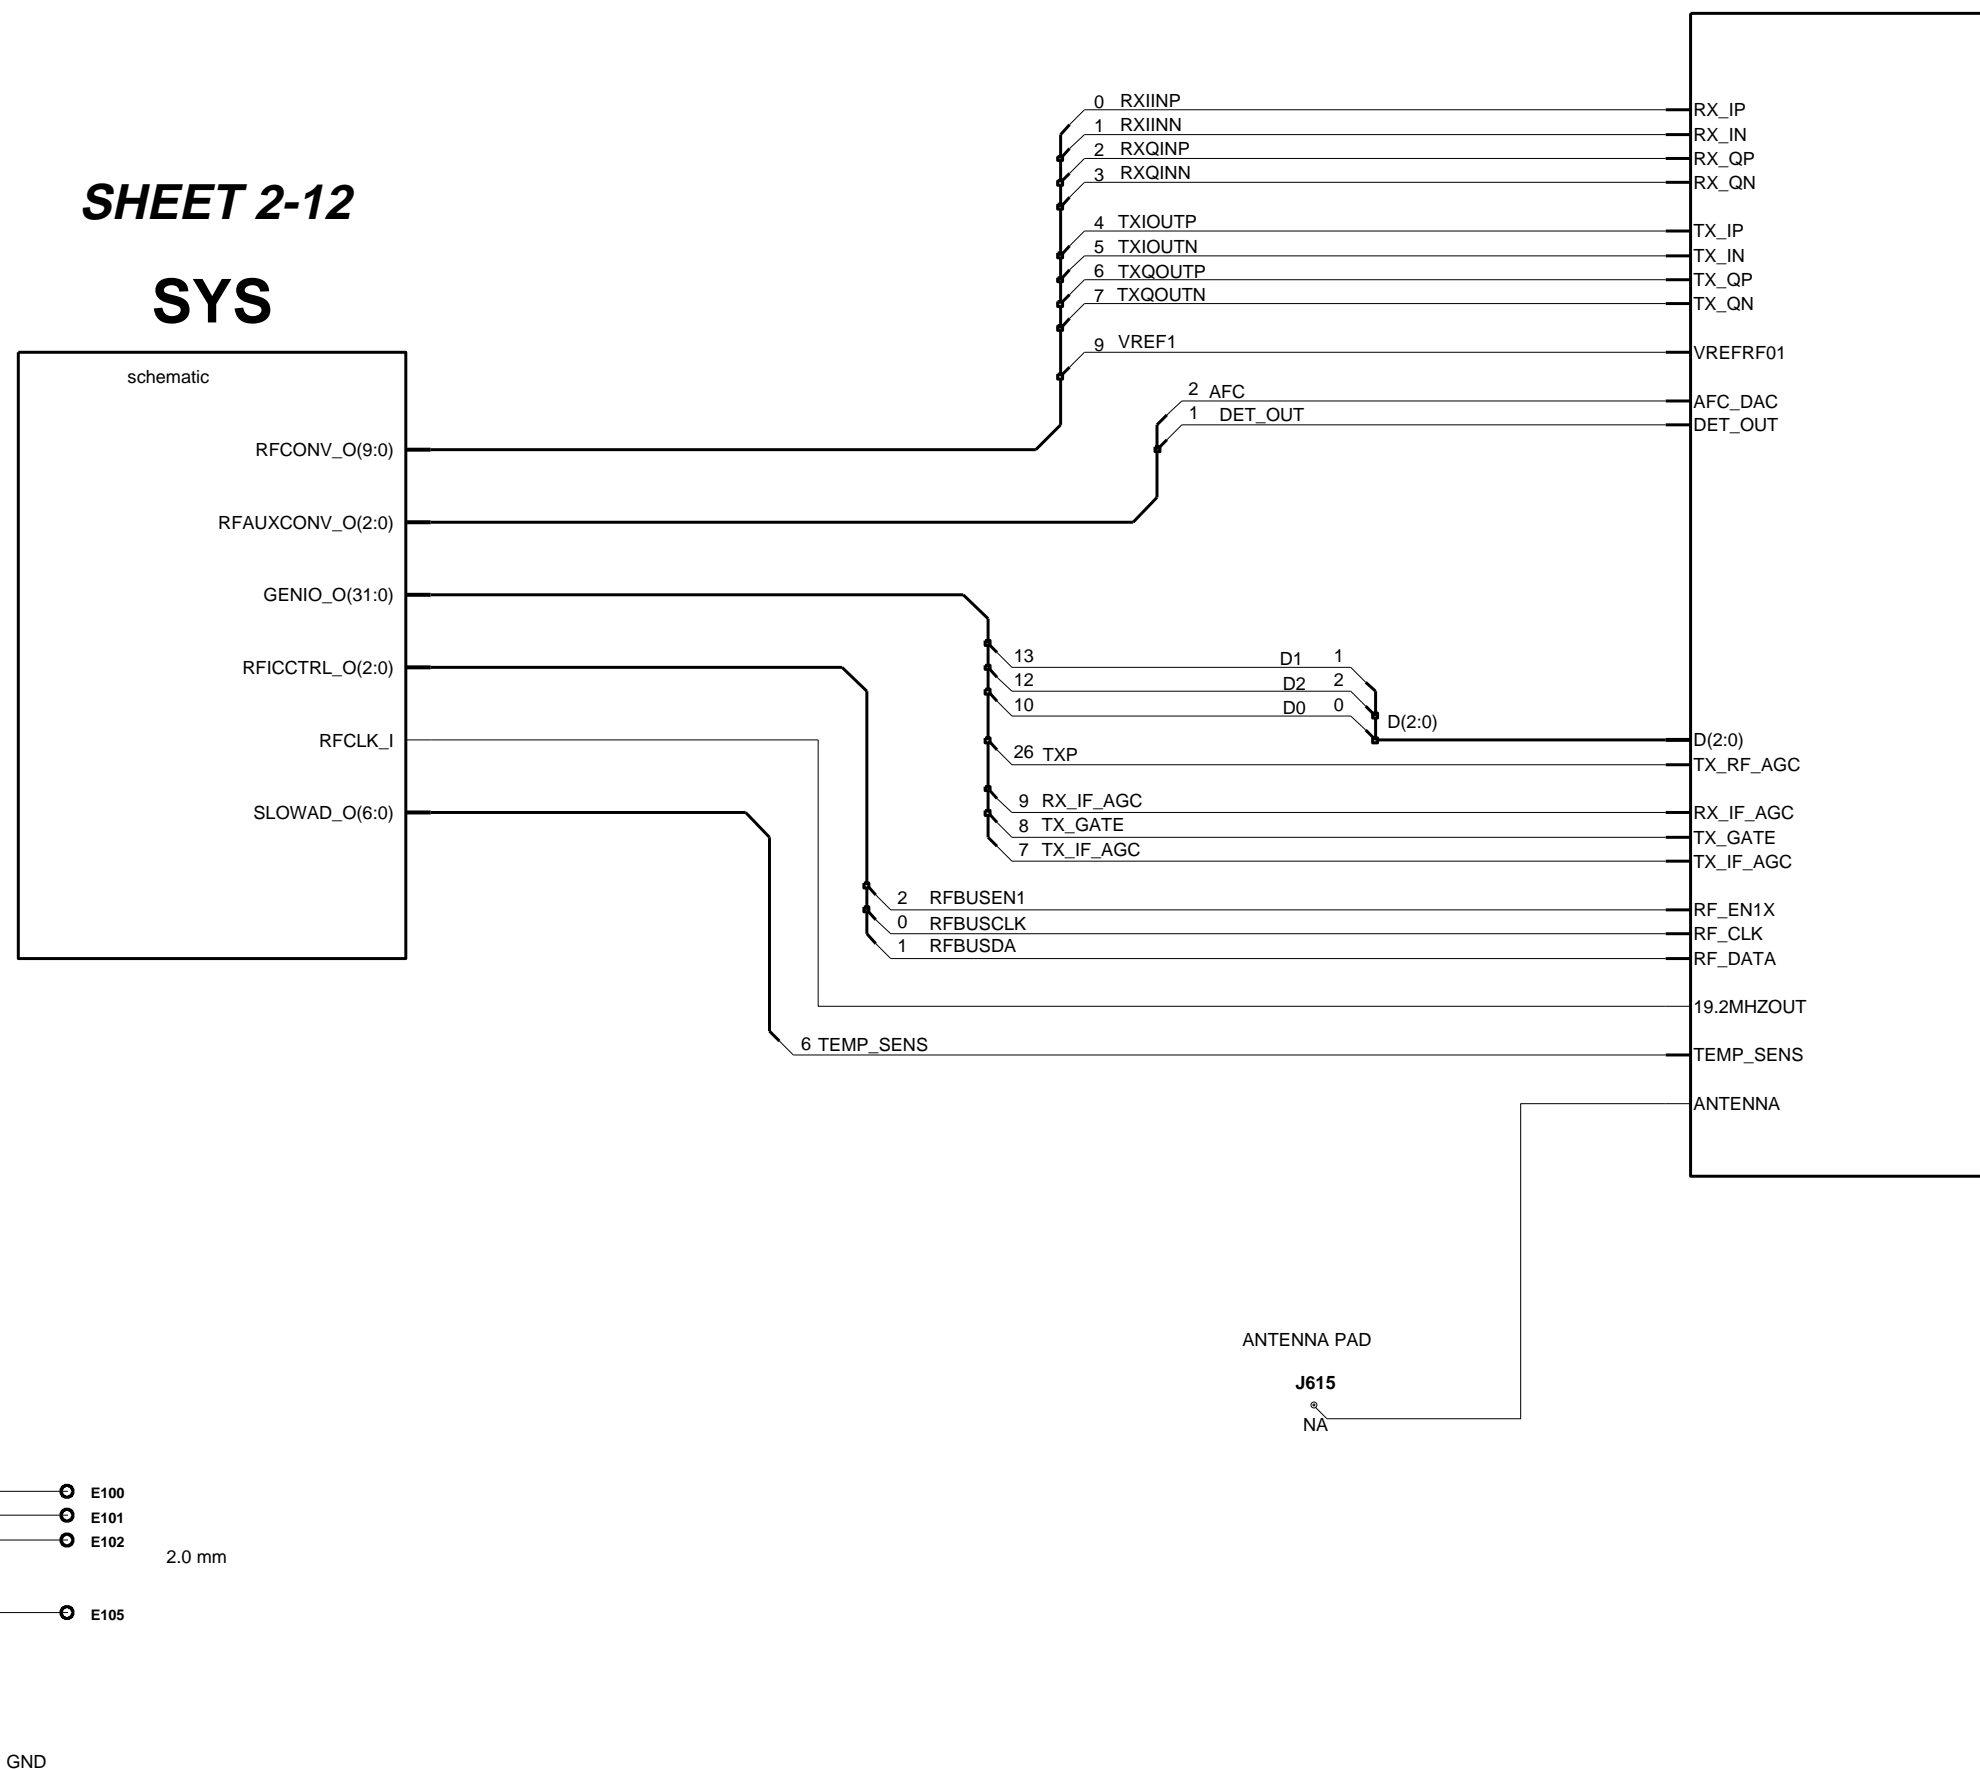 SHEET 2-12
SYS
schematic
RFCONV_O(9:0)
RFAUXCONV_O(2:0)
GENIO_O(31:0)
RFICCTRL_O(2:0)
RFCLK_I
SLOWAD_O(6:0)
0 RXIINP
1 RXIINN
2 RXQINP
3 RXQINN
4 TXIOUTP
5 TXIOUTN
6 TXQOUTP
7 TXQOUTN
9 VREF1
2 AFC
1 DET_OUT
13 D1 1
12 D2 2
10 D0 0
D(2:0)
26 TXP
9 RX_IF_AGC
8 TX_GATE
7 TX_IF_AGC
2 RFBUSEN1
0 RFBUSCLK
1 RFBUSDA
6 TEMP_SENS
RX_IP
RX_IN
RX_QP
RX_QN
TX_IP
TX_IN
TX_QP
TX_QN
VREFRF01
AFC_DAC
DET_OUT
D(2:0)
TX_RF_AGC
RX_IF_AGC
TX_GATE
TX_IF_AGC
RF_EN1X
RF_CLK
RF_DATA
19.2MHZOUT
TEMP_SENS
ANTENNA
ANTENNA PAD
J615
NA
E100
E101
E102
2.0 mm
E105
GND